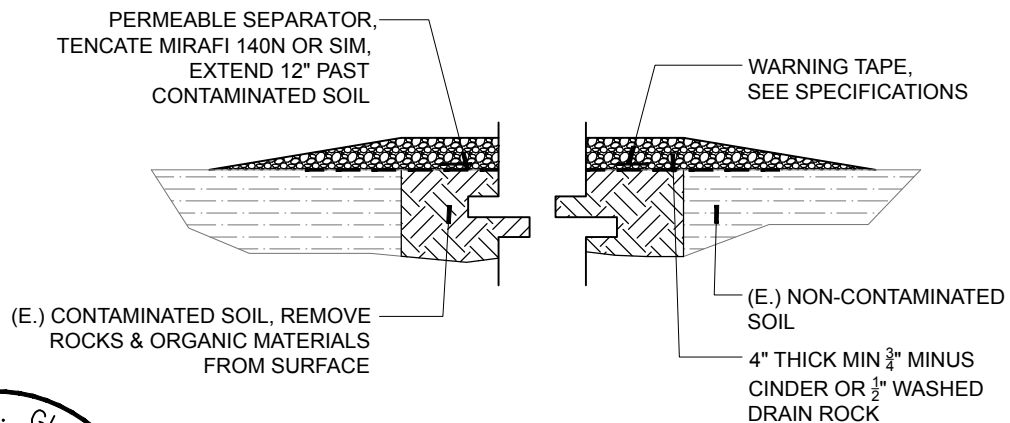 PERMEABLE SEPARATOR,
TENCATE MIRAFI 140N OR SIM,
EXTEND 12" PAST
CONTAMINATED SOIL
WARNING TAPE,
SEE SPECIFICATIONS
(E.) CONTAMINATED SOIL, REMOVE
ROCKS & ORGANIC MATERIALS
FROM SURFACE
(E.) NON-CONTAMINATED
SOIL
4" THICK MIN 3/4" MINUS
CINDER OR 1/2" WASHED
DRAIN ROCK